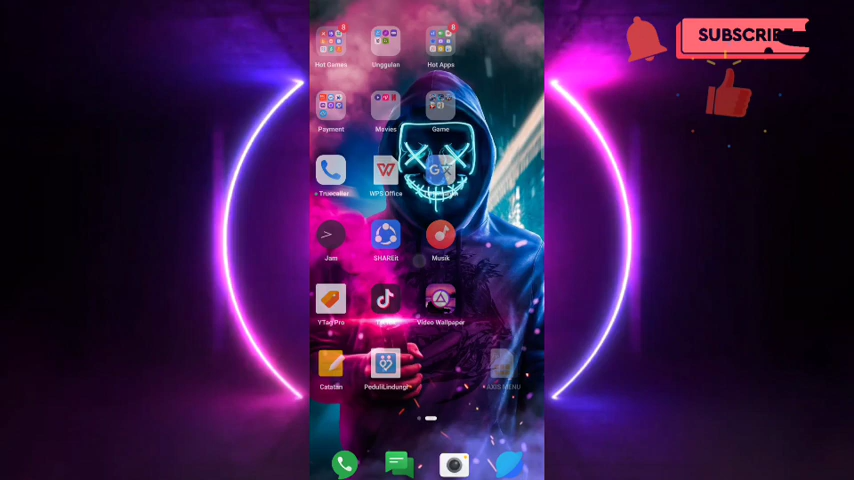 SUBSCRIBE
8
8
Hot Games Unggulan Hot Apps
Payment Movies Game
Truecaller WPS Office
Jam SHAREit Musik
YTag Pro Video Wallpaper
Catatan PeduliLindungi AXIS MENU